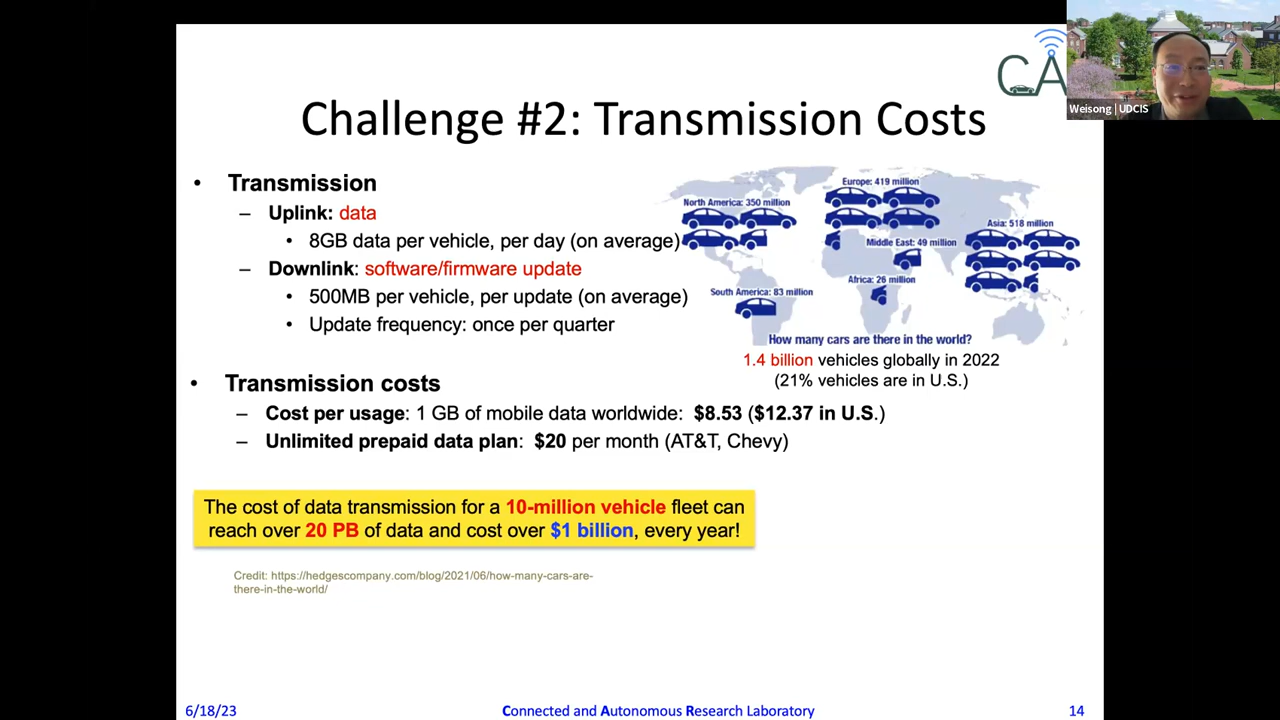 CA
Weisong | UDCIS
Challenge #2: Transmission Costs
• Transmission
– Uplink: data
• 8GB data per vehicle, per day (on average)
– Downlink: software/firmware update
• 500MB per vehicle, per update (on average)
• Update frequency: once per quarter
North America: 350 million
Europe: 419 million
Asia: 518 million
Middle East: 49 million
Africa: 26 million
South America: 83 million
How many cars are there in the world?
1.4 billion vehicles globally in 2022
(21% vehicles are in U.S.)
• Transmission costs
– Cost per usage: 1 GB of mobile data worldwide: $8.53 ($12.37 in U.S.)
– Unlimited prepaid data plan: $20 per month (AT&T, Chevy)
The cost of data transmission for a 10-million vehicle fleet can
reach over 20 PB of data and cost over $1 billion, every year!
Credit: https://hedgescompany.com/blog/2021/06/how-many-cars-are-
there-in-the-world/
6/18/23
Connected and Autonomous Research Laboratory
14